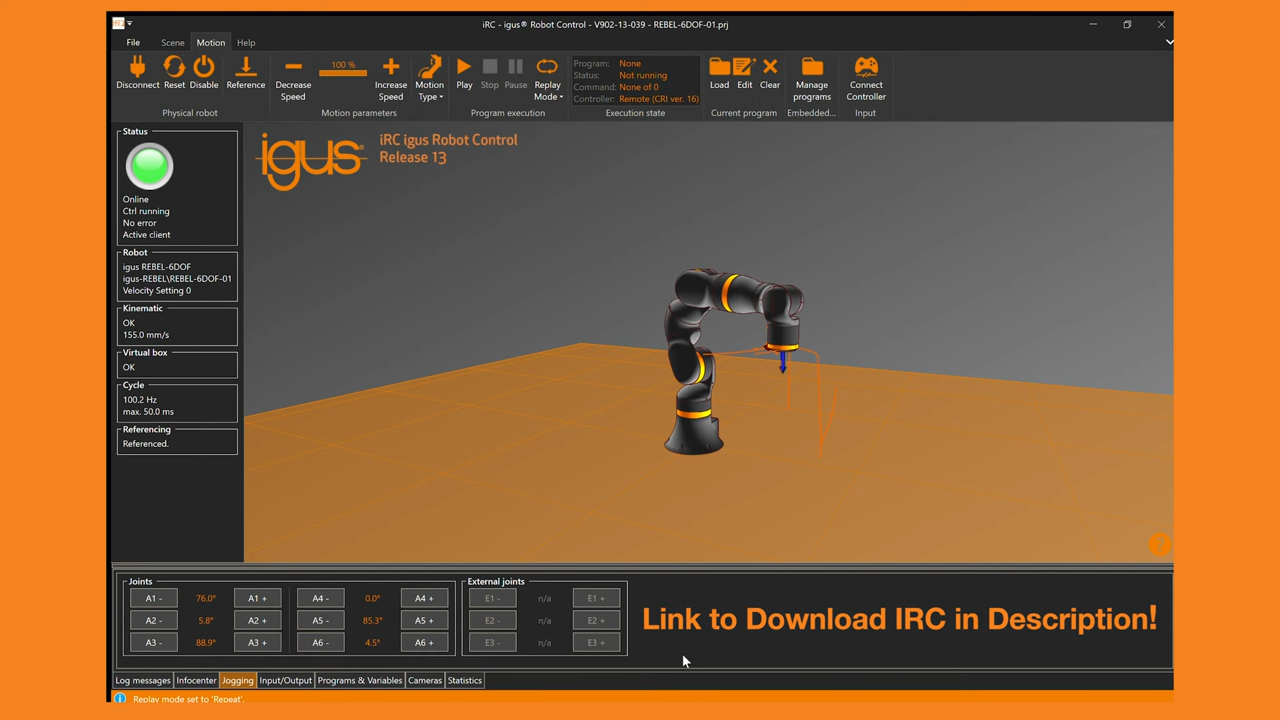 iRC - igus® Robot Control - V902-13-039 - REBEL-6DOF-01.prj
File Scene Motion Help
Disconnect Reset Disable Reference
Physical robot
Decrease Speed
100 %
Increase Speed
Motion Type
Motion parameters
Play Stop Pause Replay Mode
Program execution
Program: None
Status: Not running
Command: None of 0
Controller: Remote (CRI ver. 16)
Execution state
Load Edit Clear
Current program
Manage programs
Embedded...
Connect Controller
Input
Status
Online
Ctrl running
No error
Active client
Robot
igus REBEL-6DOF
igus-REBEL\REBEL-6DOF-01
Velocity Setting 0
Kinematic
OK
155.0 mm/s
Virtual box
OK
Cycle
100.2 Hz
max. 50.0 ms
Referencing
Referenced.
igus®
iRC igus Robot Control
Release 13
Joints
A1 - 76.0° A1 + A4 - 0.0° A4 +
A2 - 5.8° A2 + A5 - 85.3° A5 +
A3 - 88.9° A3 + A6 - 4.5° A6 +
External joints
E1 - n/a E1 +
E2 - n/a E2 +
E3 - n/a E3 +
Link to Download IRC in Description!
Log messages Infocenter Jogging Input/Output Programs & Variables Cameras Statistics
Replay mode set to 'Repeat'.